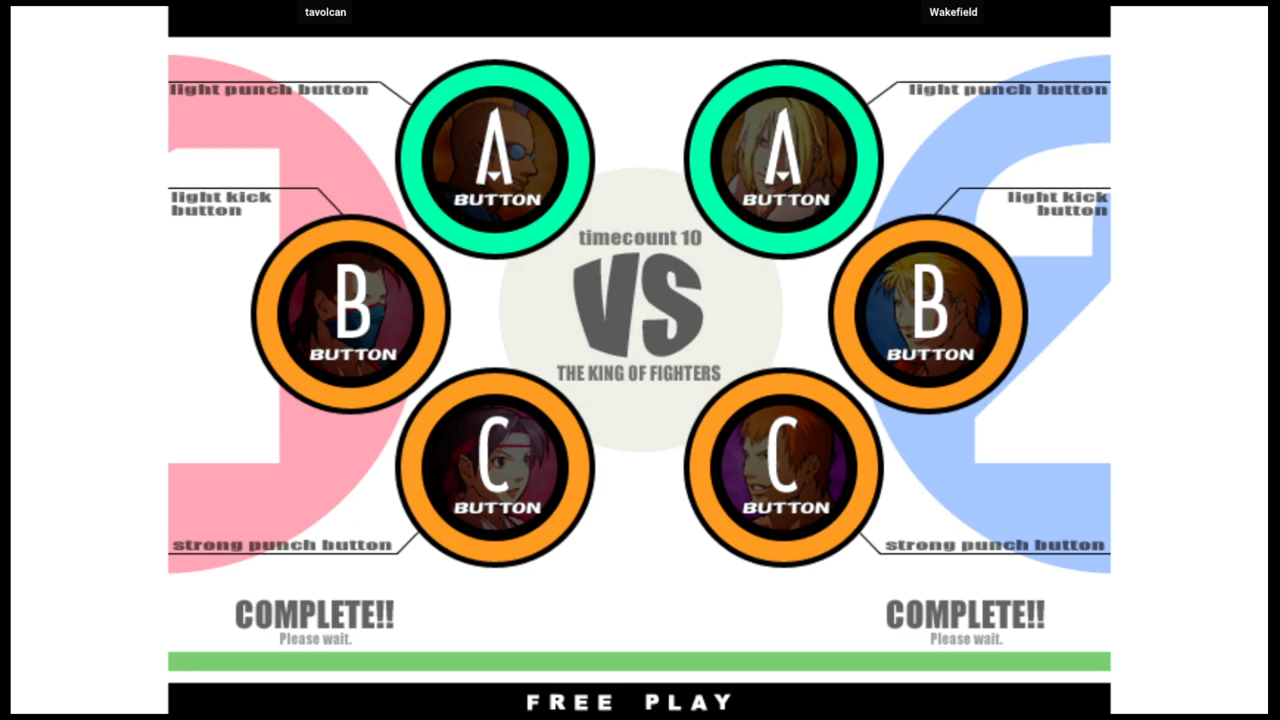 tavolcan
Wakefield
light punch button
light punch button
A
BUTTON
A
BUTTON
light kick
button
light kick
button
timecount 10
VS
THE KING OF FIGHTERS
B
BUTTON
B
BUTTON
C
BUTTON
C
BUTTON
strong punch button
strong punch button
COMPLETE!!
Please wait.
COMPLETE!!
Please wait.
FREE PLAY